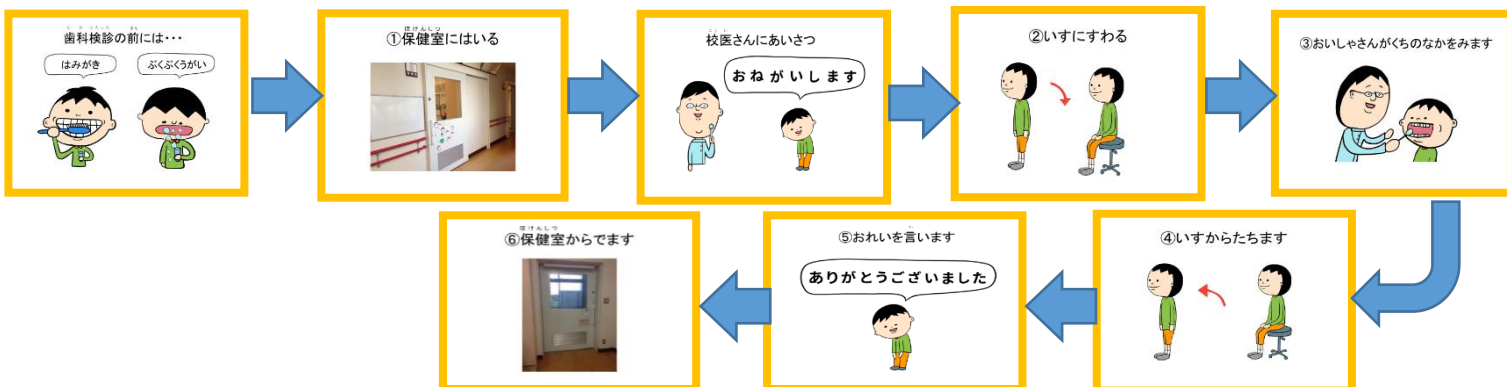 歯科検診の前には・・・
はみがき
ぶくぶくうがい
①保健室にはいる
校医さんにあいさつ
おねがいします
②いすにすわる
③おいしゃさんがくちのなかをみます
④いすからたちます
⑤おれいを言います
ありがとうございました
⑥保健室からでます